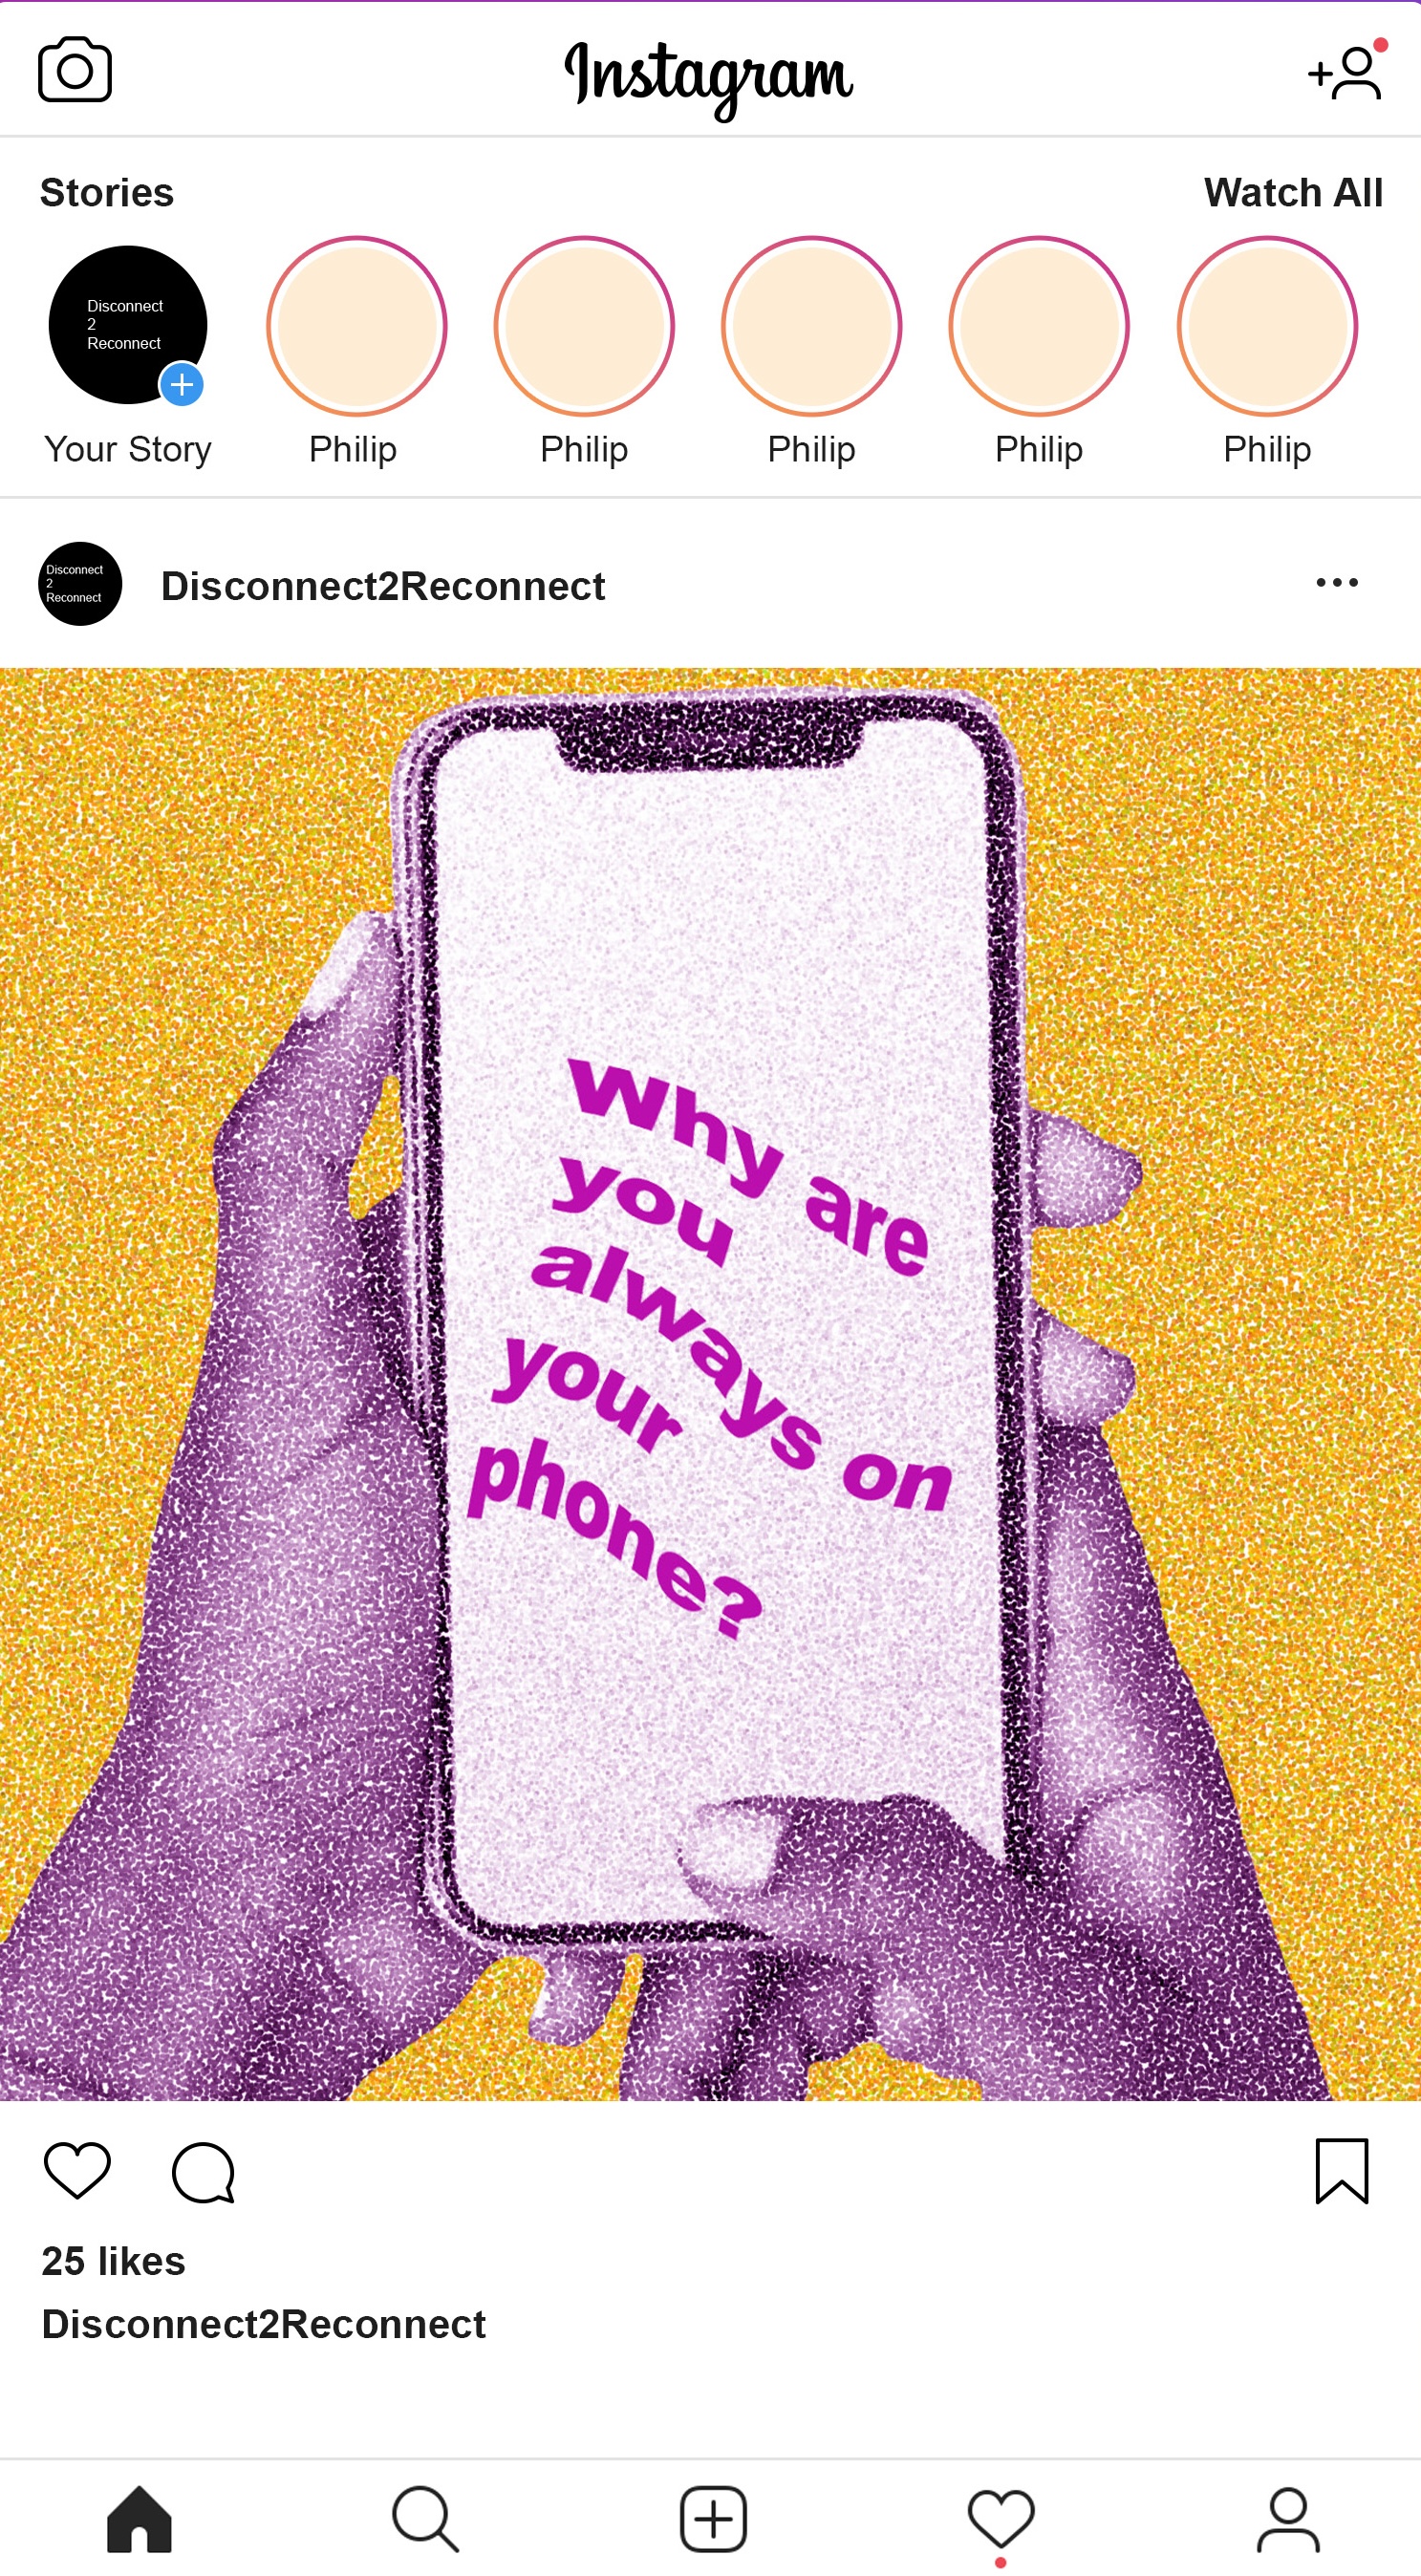 Instagram
Stories
Watch All
Disconnect
2
Reconnect
Your Story
Philip
Philip
Philip
Philip
Philip
Disconnect
2
Reconnect
Disconnect2Reconnect
why are
you
always on
your
phone?
25 likes
Disconnect2Reconnect